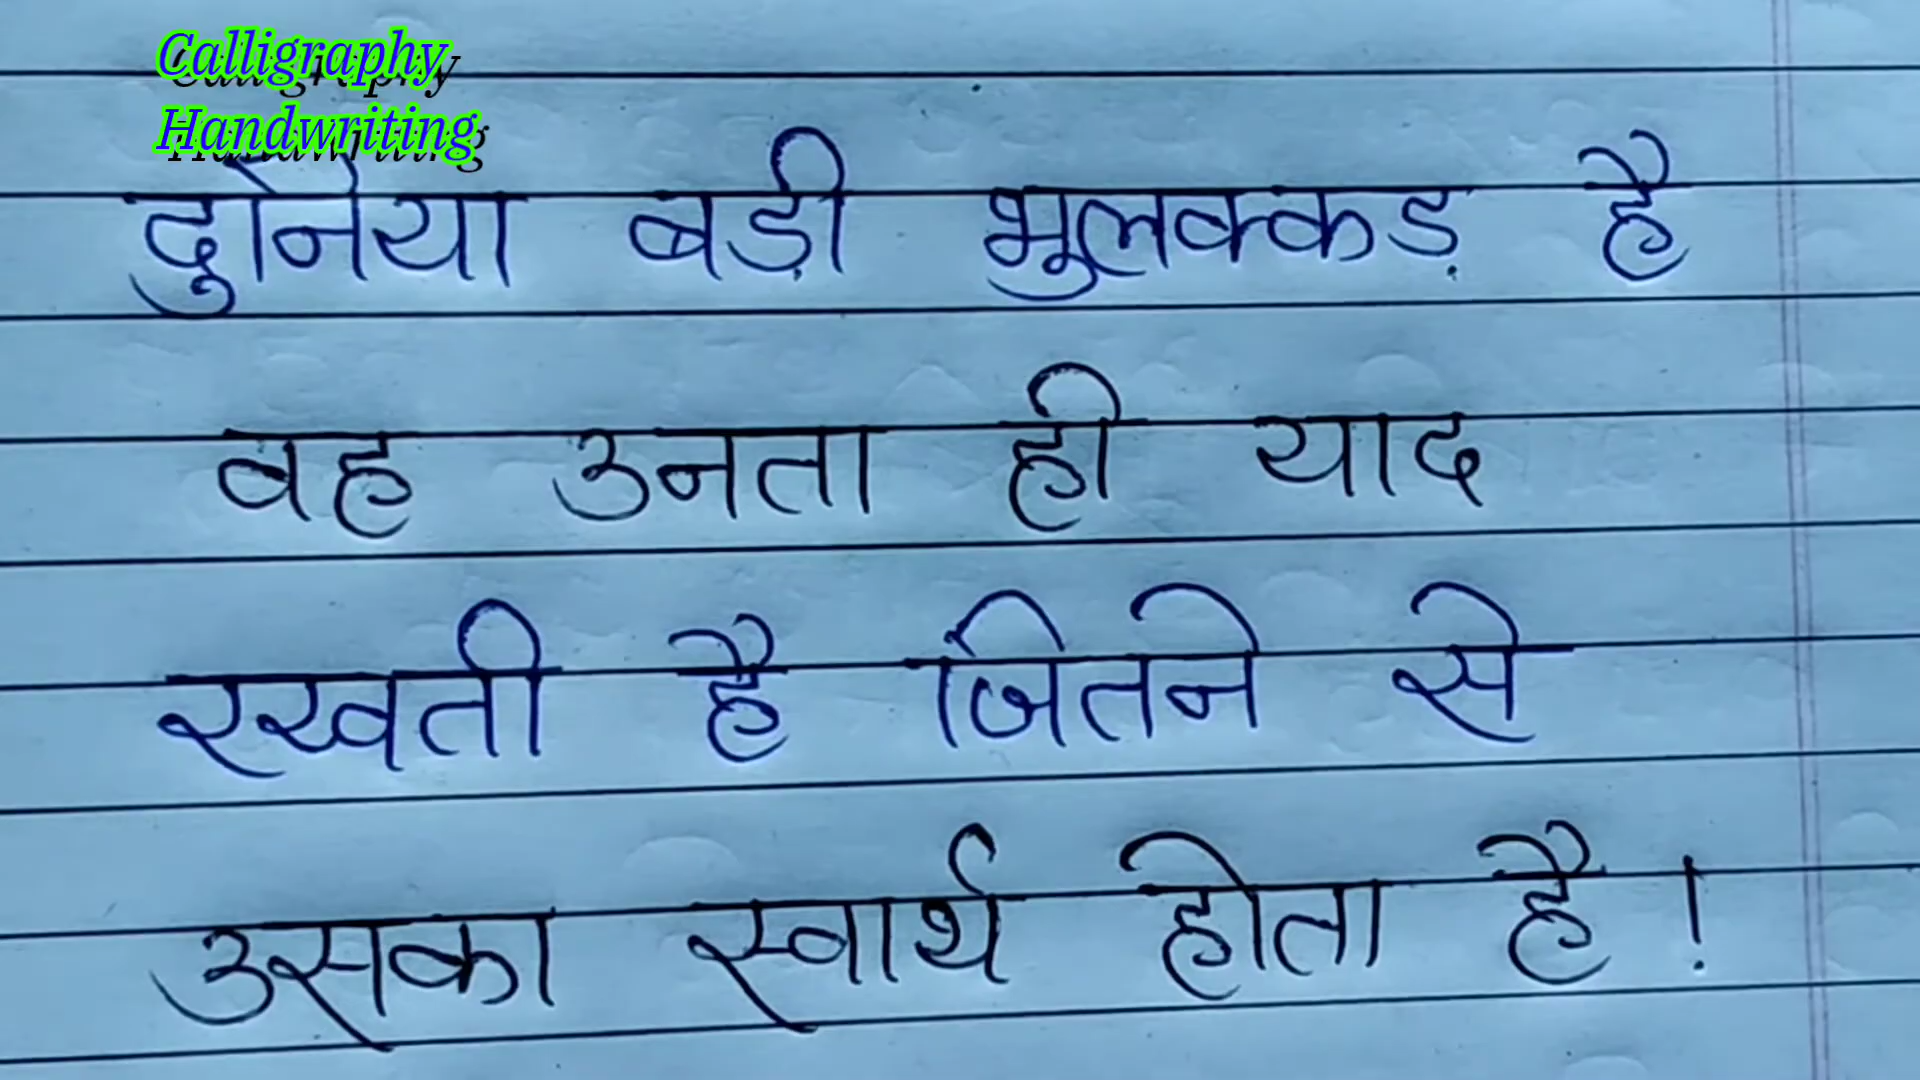 Calligraphy
Handwriting
दुनिया बड़ी भुलक्कड़ है
वह उनता ही याद
रखती है जितने से
उसका स्वार्थ होता है !